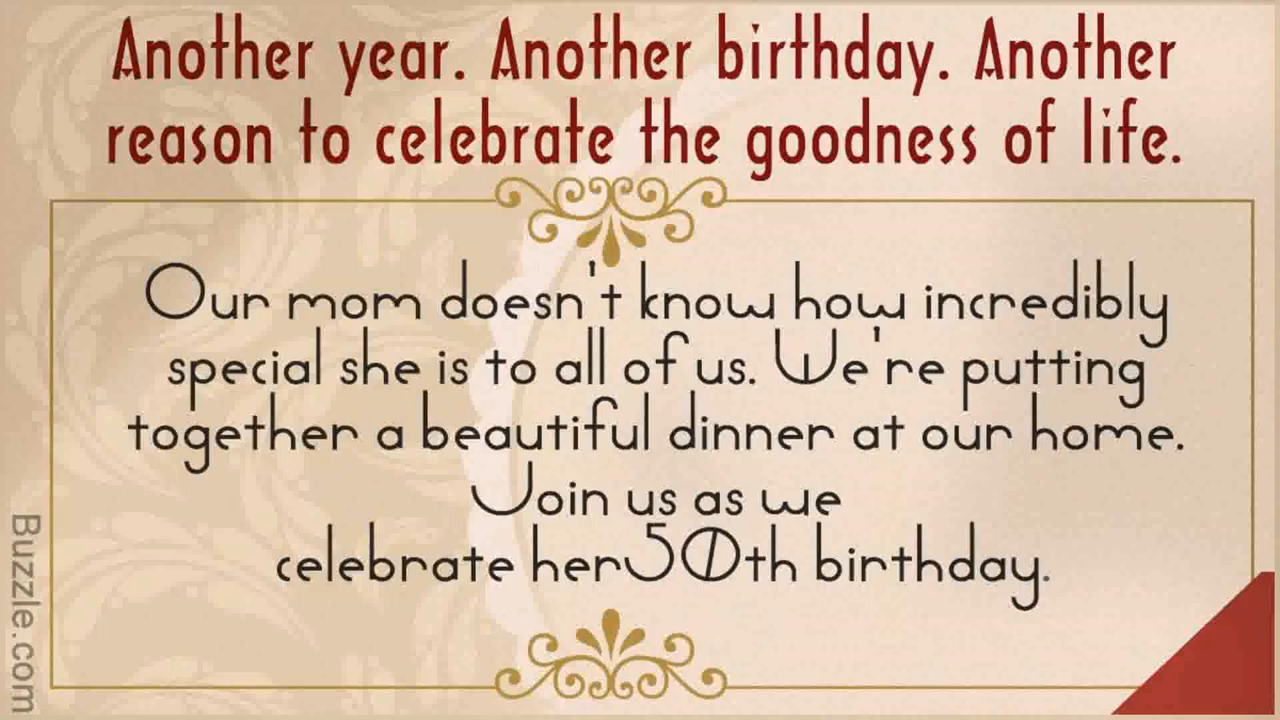 Another year. Another birthday. Another
reason to celebrate the goodness of life.
Our mom doesn't know how incredibly
special she is to all of us. We're putting
together a beautiful dinner at our home.
Join us as we
celebrate her50th birthday.
Buzzle.com